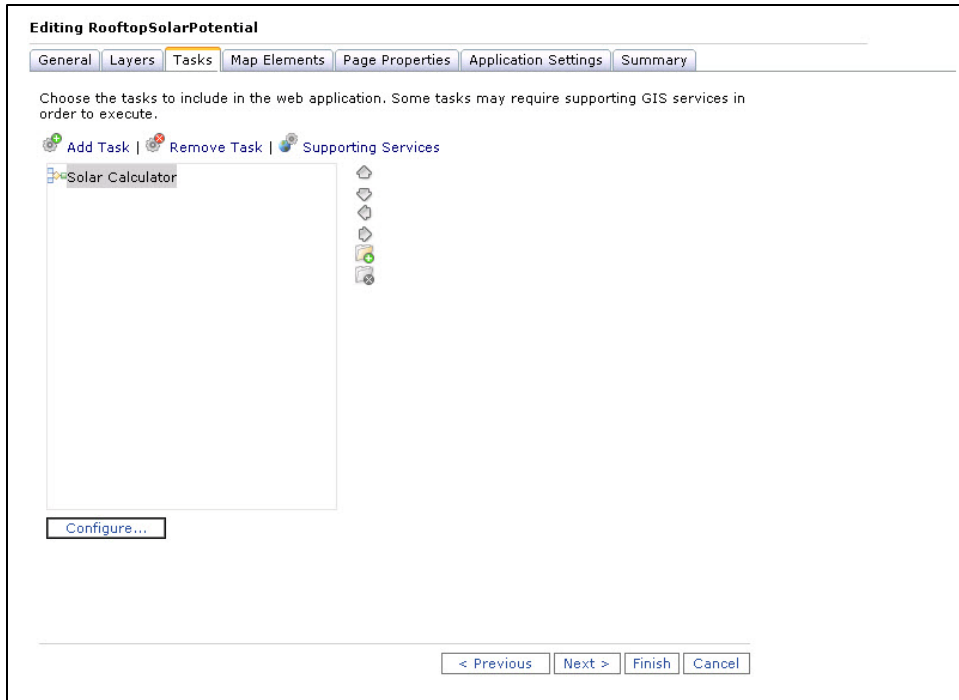 Editing RooftopSolarPotential
General Layers Tasks Map Elements Page Properties Application Settings Summary
Choose the tasks to include in the web application. Some tasks may require supporting GIS services in
order to execute.
Add Task | Remove Task | Supporting Services
Solar Calculator
Configure...
< Previous Next > Finish Cancel